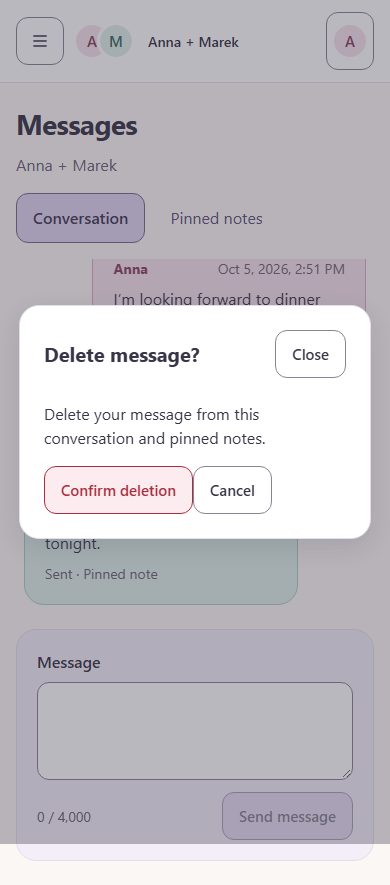 A M Anna + Marek A
Messages
Anna + Marek
Conversation Pinned notes
Anna Oct 5, 2026, 2:51 PM
I'm looking forward to dinner
Delete message? Close
Delete your message from this
conversation and pinned notes.
Confirm deletion Cancel
tonight.
Sent · Pinned note
Message
0 / 4,000 Send message